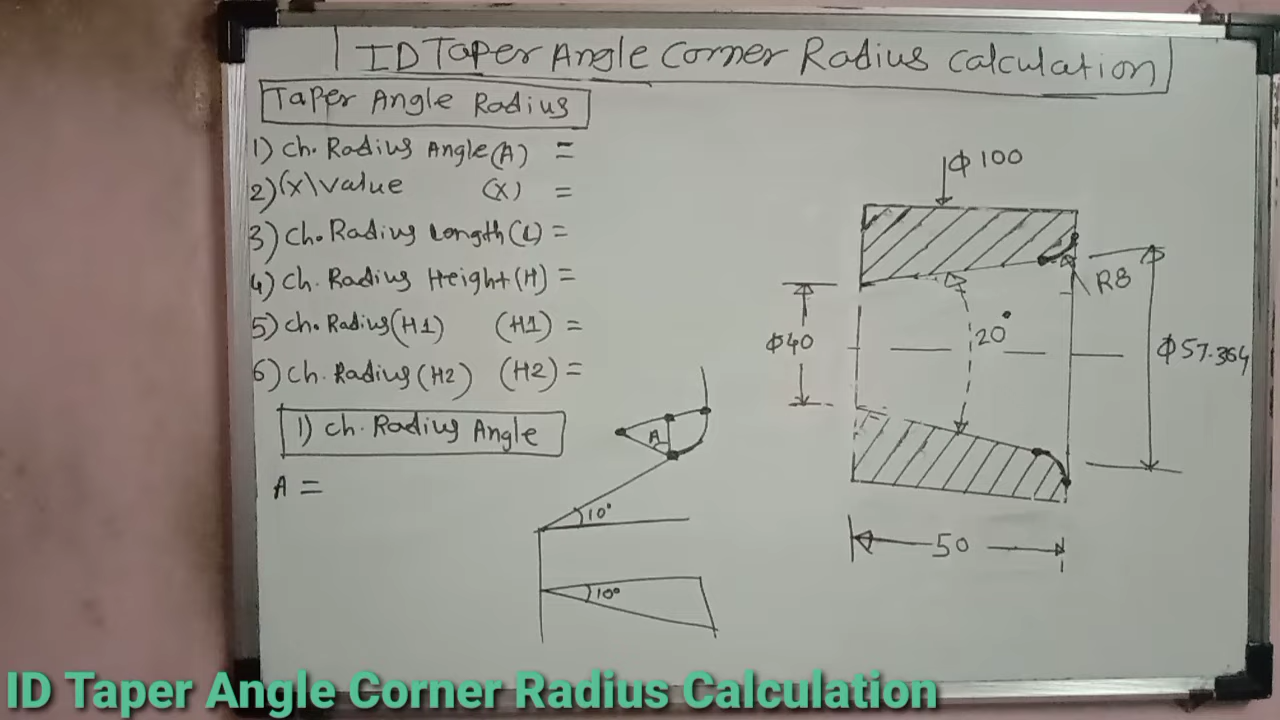 ID Taper Angle Corner Radius Calculation
Taper Angle Radius
1) Ch. Radius Angle(A) =
2) (X) Value (X) =
3) Ch. Radius Length(L) =
4) Ch. Radius Height(H) =
5) Ch. Radius(H1) (H1) =
6) Ch. Radius(H2) (H2) =
1) Ch. Radius Angle
A =
A
10°
10°
Φ100
R8
Φ40
20°
Φ57.364
50
ID Taper Angle Corner Radius Calculation